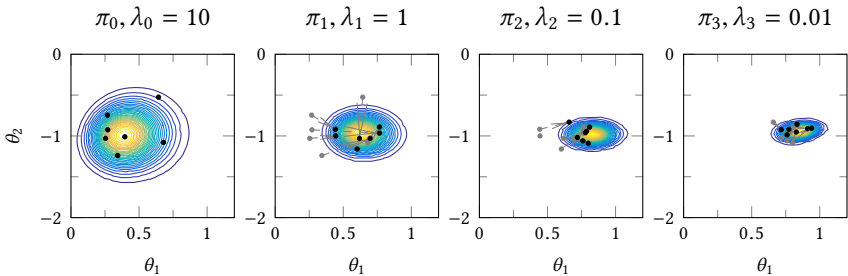 π₀, λ₀ = 10
π₁, λ₁ = 1
π₂, λ₂ = 0.1
π₃, λ₃ = 0.01
0 0 0 0
θ₂ −1 −1 −1 −1
−2 −2 −2 −2
0 0.5 1 0 0.5 1 0 0.5 1 0 0.5 1
θ₁ θ₁ θ₁ θ₁